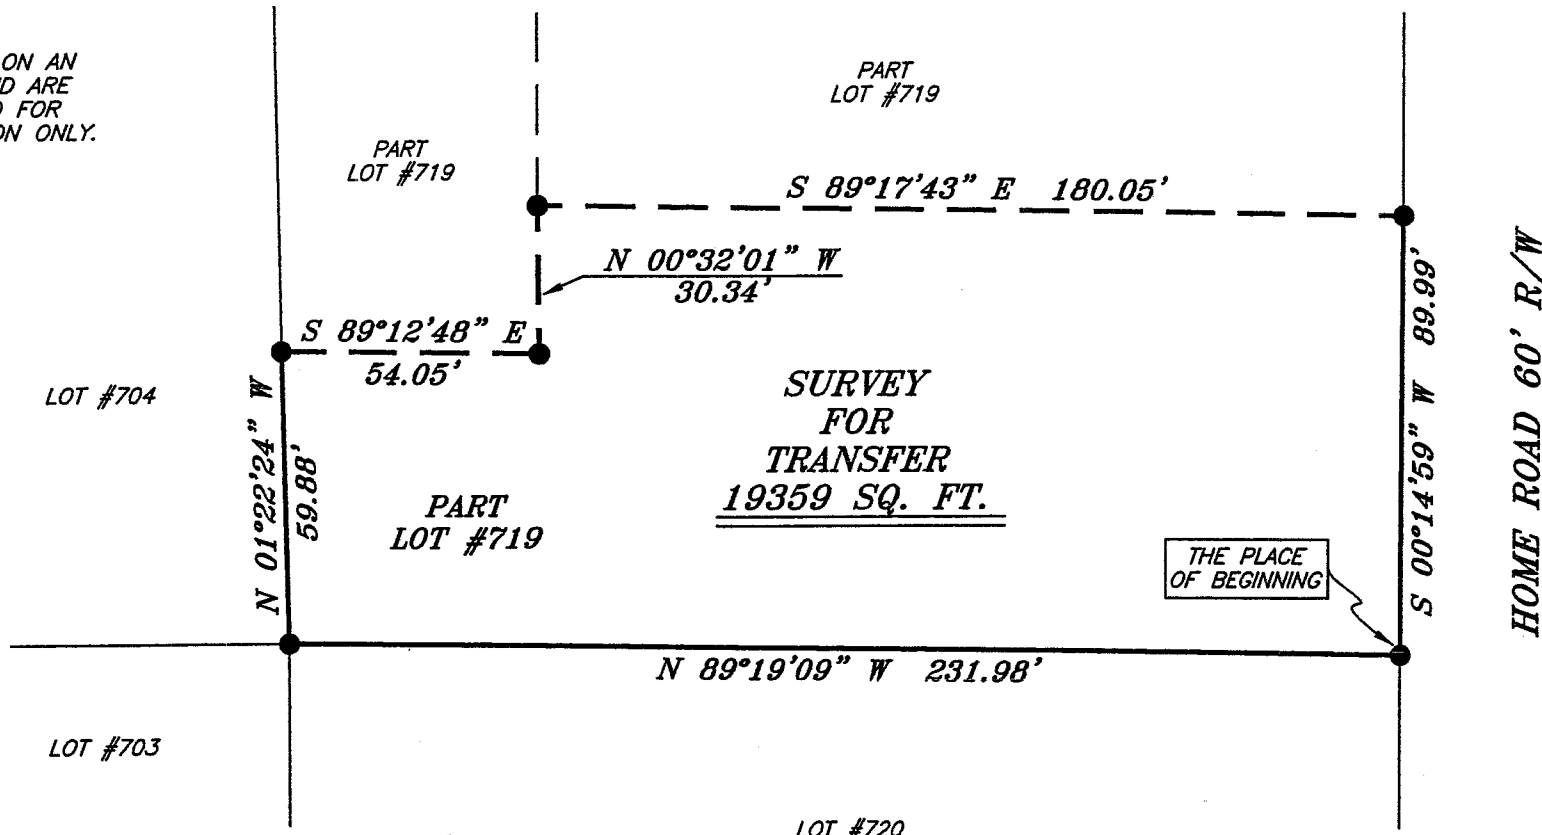 ON AN
ARE
FOR
ONLY.
PART
LOT #719
PART
LOT #719
S 89°17'43" E 180.05'
N 00°32'01" W
30.34'
S 89°12'48" E
54.05'
LOT #704
N 01°22'24" W
59.88'
SURVEY
FOR
TRANSFER
19359 SQ. FT.
PART
LOT #719
S 00°14'59" W 89.99'
HOME ROAD 60' R/W
THE PLACE
OF BEGINNING
N 89°19'09" W 231.98'
LOT #703
LOT #720